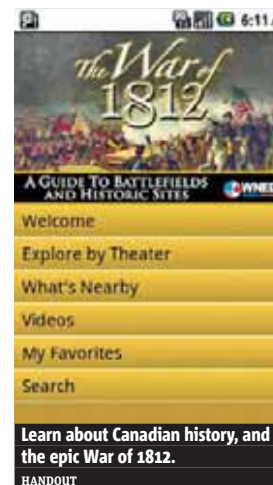 6:11
The War of
1812
A GUIDE TO BATTLEFIELDS
AND HISTORIC SITES
WNED
Welcome
Explore by Theater
What's Nearby
Videos
My Favorites
Search
Learn about Canadian history, and
the epic War of 1812.
HANDOUT